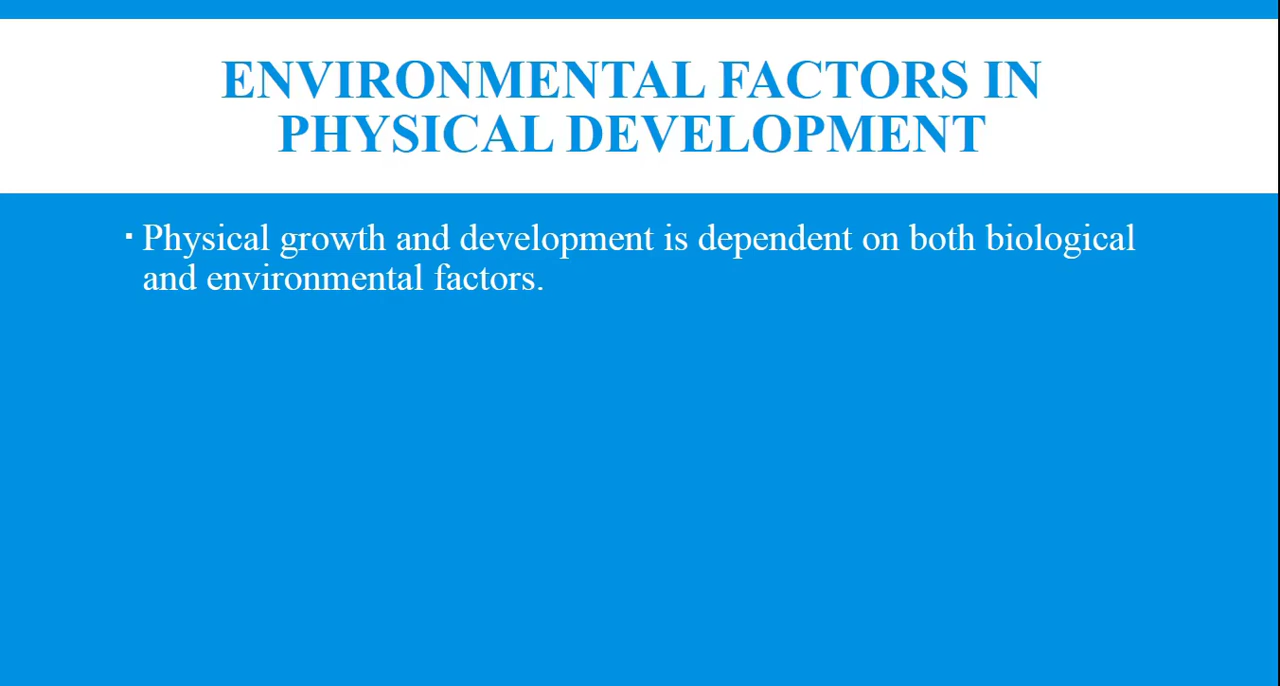 ENVIRONMENTAL FACTORS IN
PHYSICAL DEVELOPMENT
▪ Physical growth and development is dependent on both biological
and environmental factors.